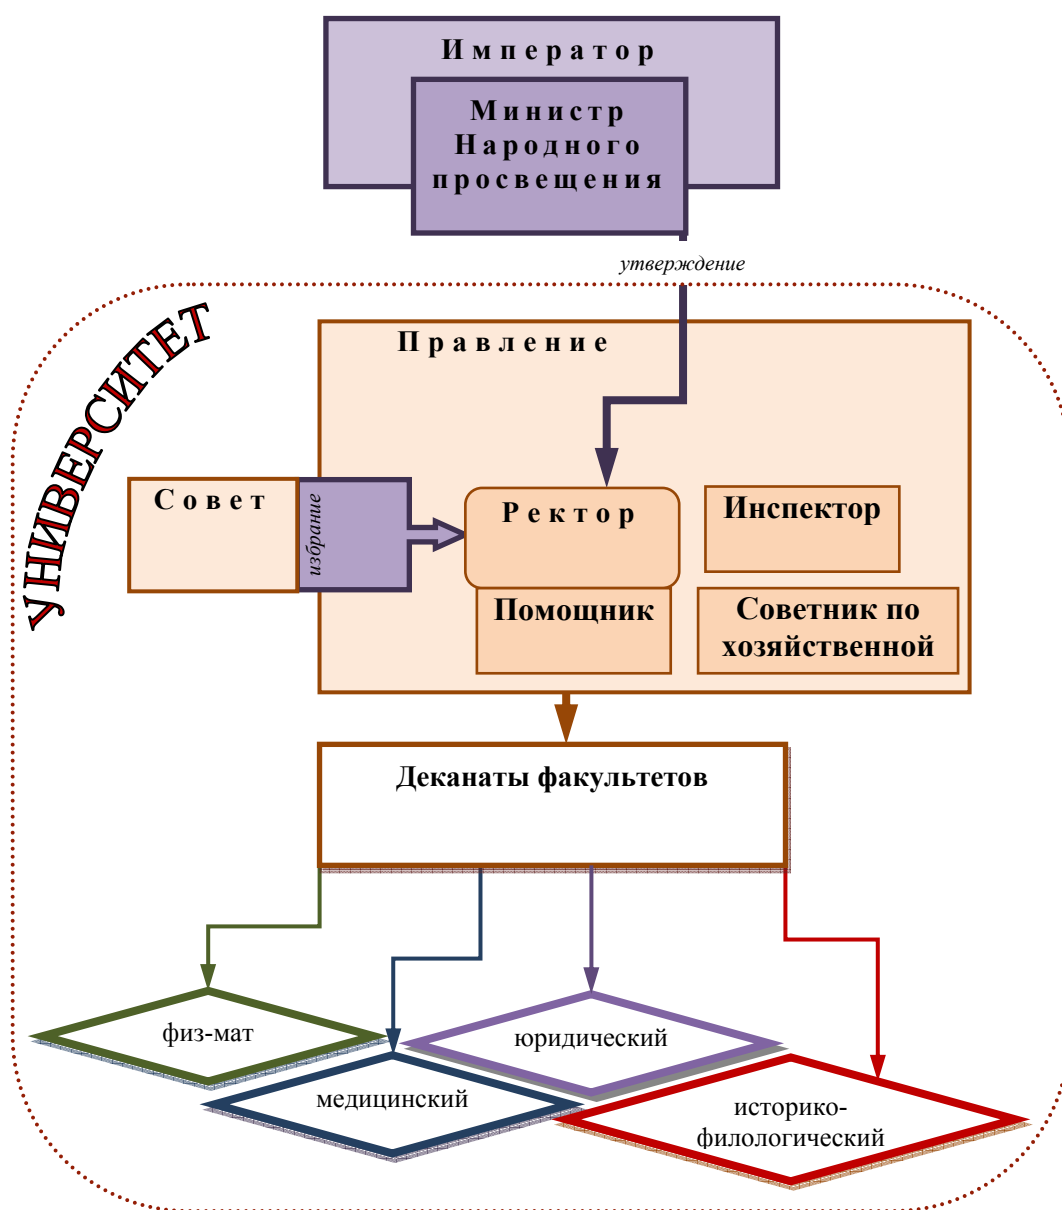 Император
Министр
Народного
просвещения
утверждение
УНИВЕРСИТЕТ
Правление
Совет
избрание
Ректор
Инспектор
Помощник
Советник по
хозяйственной
Деканаты факультетов
физ-мат
юридический
медицинский
историко-
филологический